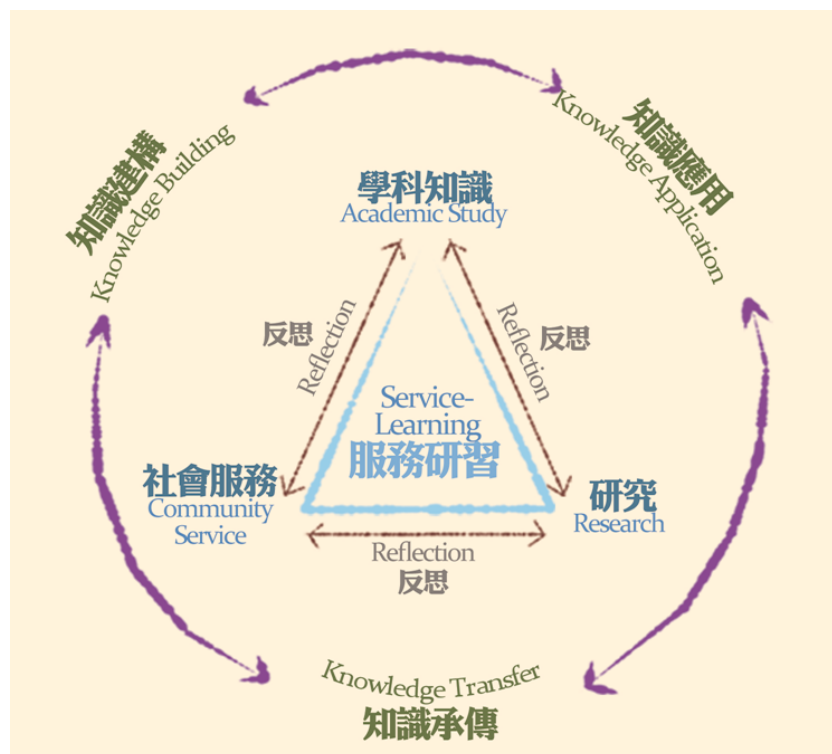 知識建構
Knowledge Building
知識應用
Knowledge Application
學科知識
Academic Study
反思
Reflection
Reflection
反思
Service-
Learning
服務研習
社會服務
Community
Service
研究
Research
Reflection
反思
Knowledge Transfer
知識承傳